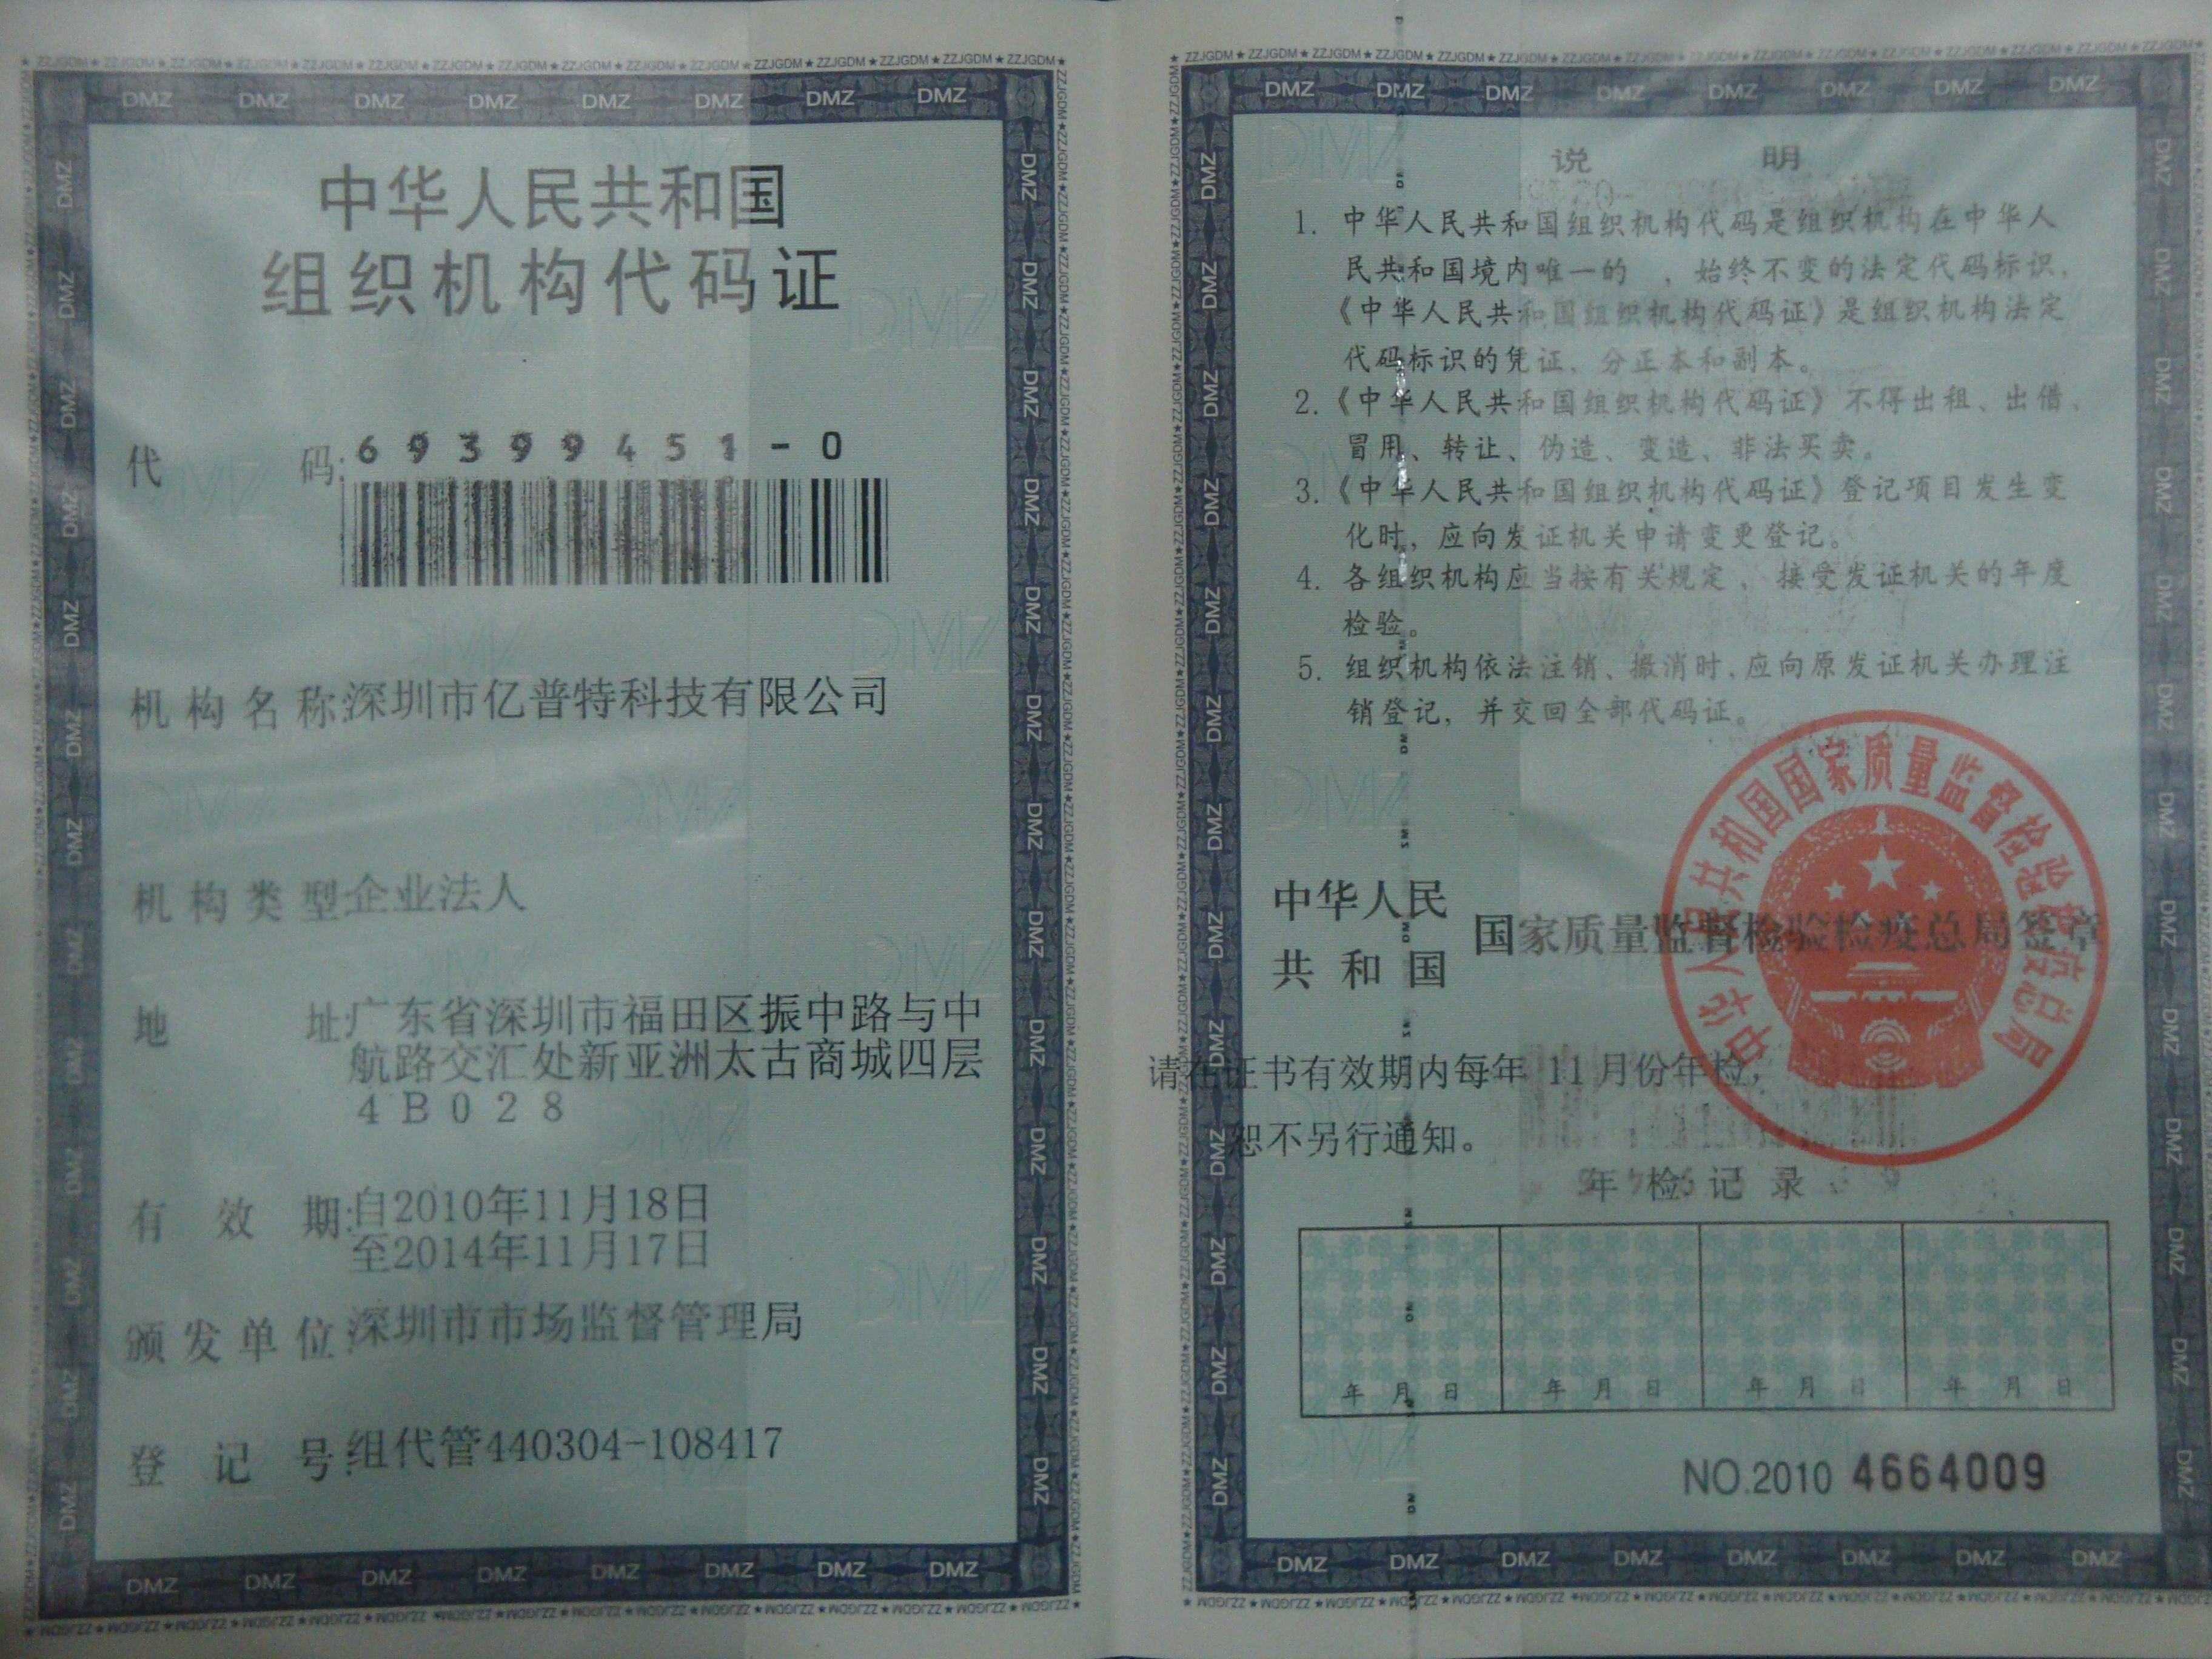 中华人民共和国
组织机构代码证
代 码:69399451-0
机构名称:深圳市亿普特科技有限公司
机构类型:企业法人
地 址:广东省深圳市福田区振中路与中
航路交汇处新亚洲太古商城四层
4B028
有 效 期:自2010年11月18日
至2014年11月17日
颁发单位:深圳市市场监督管理局
登 记 号:组代管440304-108417
说 明
1. 中华人民共和国组织机构代码是组织机构在中华人
民共和国境内唯一的 ,始终不变的法定代码标识,
《中华人民共和国组织机构代码证》是组织机构法定
代码标识的凭证,分正本和副本。
2.《中华人民共和国组织机构代码证》不得出租、出借、
冒用、转让、伪造、变造、非法买卖。
3.《中华人民共和国组织机构代码证》登记项目发生变
化时,应向发证机关申请变更登记。
4. 各组织机构应当按有关规定, 接受发证机关的年度
检验。
5. 组织机构依法注销、撤消时,应向原发证机关办理注
销登记,并交回全部代码证。
中华人民
共和国
国家质量监督检验检疫总局签章
中华人民共和国国家质量监督检验检疫总局
请在证书有效期内每年 11 月份年检,
恕不另行通知。
年 检 记 录
年 月 日 年 月 日 年 月 日 年 月 日
NO.2010 4664009